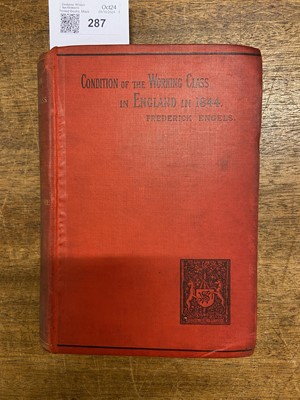 Oct24
287
CONDITION OF THE WORKING CLASS
IN ENGLAND IN 1844.
FREDERICK ENGELS